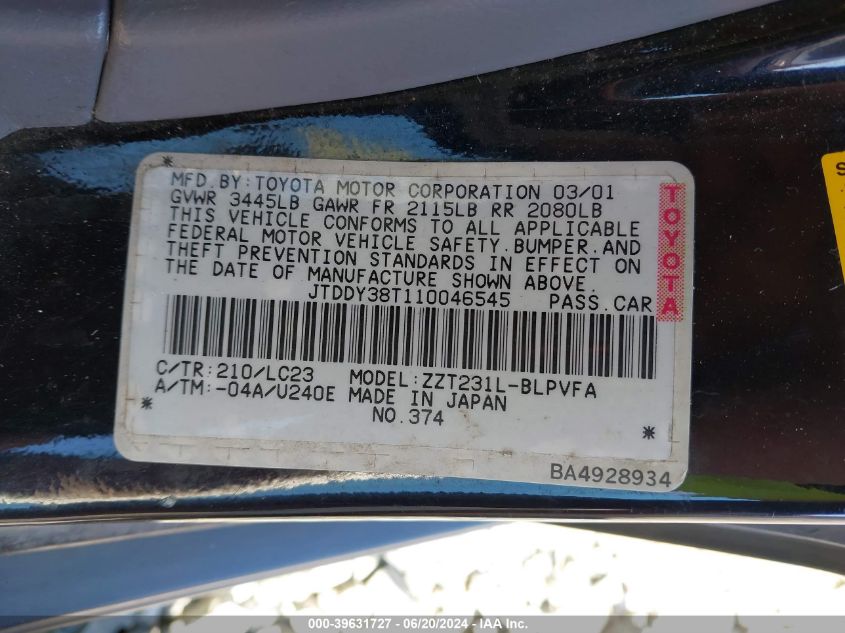 MFD.BY:TOYOTA MOTOR CORPORATION 03/01
GVWR 3445LB GAWR FR 2115LB RR 2080LB
THIS VEHICLE CONFORMS TO ALL APPLICABLE
FEDERAL MOTOR VEHICLE SAFETY.BUMPER.AND
THEFT PREVENTION STANDARDS IN EFFECT ON
THE DATE OF MANUFACTURE SHOWN ABOVE.
JTDDY38T110046545 PASS.CAR
TOYOTA
C/TR:210/LC23 MODEL:ZZT231L-BLPVFA
A/TM:-04A/U240E MADE IN JAPAN
NO.374
BA4928934
000-39631727 - 06/20/2024 - IAA Inc.